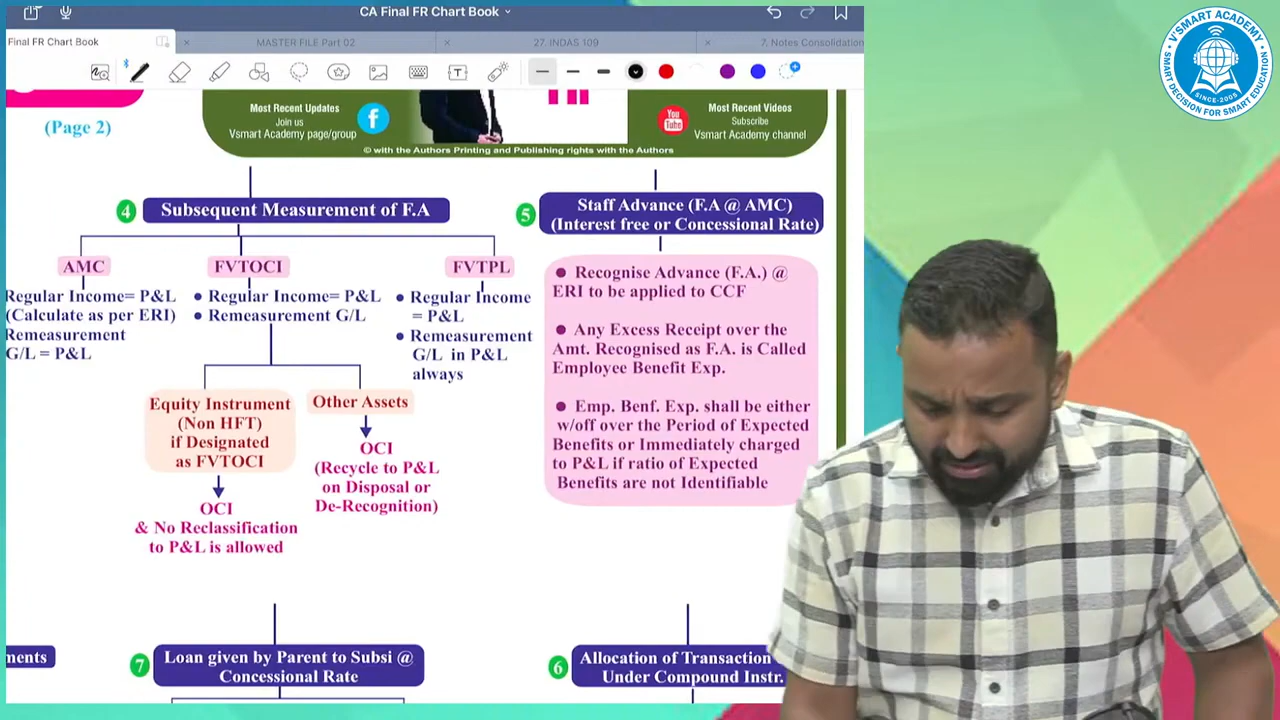 CA Final FR Chart Book
Final FR Chart Book
MASTER FILE Part 02
27. INDAS 109
7. Notes Consolidation
(Page 2)
Most Recent Updates
Join us
Vsmart Academy page/group
f
You
Tube
Most Recent Videos
Subscribe
Vsmart Academy channel
© with the Authors Printing and Publishing rights with the Authors
4 Subsequent Measurement of F.A
AMC
Regular Income= P&L
(Calculate as per ERI)
Remeasurement
G/L = P&L
FVTOCI
● Regular Income= P&L
● Remeasurement G/L
Equity Instrument
(Non HFT)
if Designated
as FVTOCI
OCI
& No Reclassification
to P&L is allowed
Other Assets
OCI
(Recycle to P&L
on Disposal or
De-Recognition)
FVTPL
● Regular Income
= P&L
● Remeasurement
G/L in P&L
always
5 Staff Advance (F.A @ AMC)
(Interest free or Concessional Rate)
● Recognise Advance (F.A.) @
ERI to be applied to CCF
● Any Excess Receipt over the
Amt. Recognised as F.A. is Called
Employee Benefit Exp.
● Emp. Benf. Exp. shall be either
w/off over the Period of Expected
Benefits or Immediately charged
to P&L if ratio of Expected
Benefits are not Identifiable
ments
7 Loan given by Parent to Subsi @
Concessional Rate
6 Allocation of Transaction
Under Compound Instr.
V'SMART ACADEMY
SINCE-2005
SMART DECISION FOR SMART EDUCATION